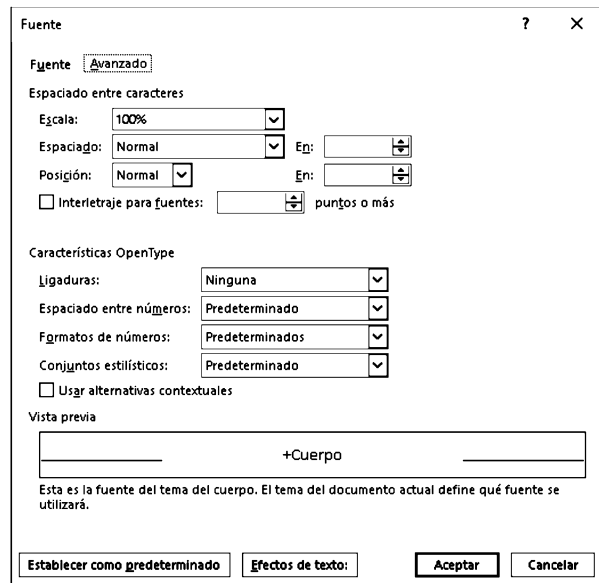 Fuente ? ✕
Fuente Avanzado
Espaciado entre caracteres
Escala: 100%
Espaciado: Normal En:
Posición: Normal En:
Interletraje para fuentes: puntos o más
Características OpenType
Ligaduras: Ninguna
Espaciado entre números: Predeterminado
Formatos de números: Predeterminados
Conjuntos estilísticos: Predeterminado
Usar alternativas contextuales
Vista previa
+Cuerpo
Esta es la fuente del tema del cuerpo. El tema del documento actual define qué fuente se
utilizará.
Establecer como predeterminado Efectos de texto: Aceptar Cancelar